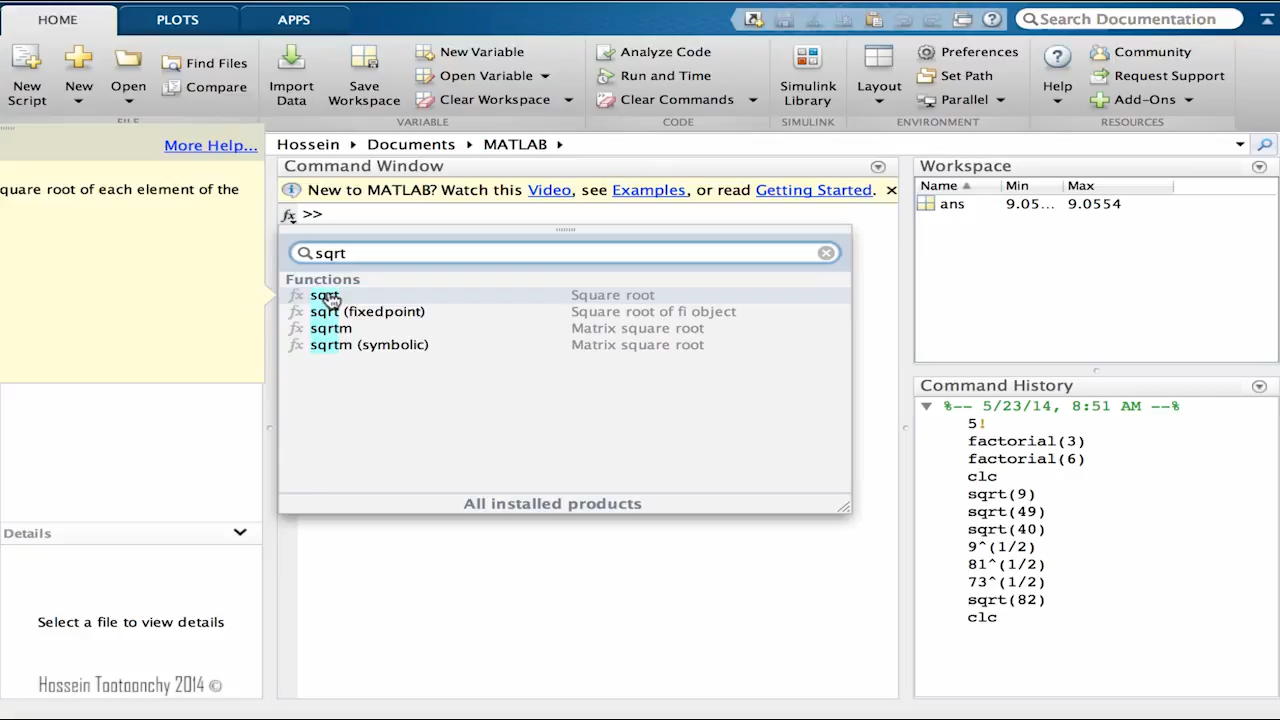 HOME PLOTS APPS
Search Documentation
New Script
New
Open
Find Files
Compare
FILE
Import Data
Save Workspace
New Variable
Open Variable
Clear Workspace
VARIABLE
Analyze Code
Run and Time
Clear Commands
CODE
Simulink Library
SIMULINK
Layout
Preferences
Set Path
Parallel
ENVIRONMENT
Help
Community
Request Support
Add-Ons
RESOURCES
More Help...
quare root of each element of the
Hossein Documents MATLAB
Command Window
New to MATLAB? Watch this Video, see Examples, or read Getting Started.
fx >>
sqrt
Functions
fx sqrt Square root
fx sqrt (fixedpoint) Square root of fi object
fx sqrtm Matrix square root
fx sqrtm (symbolic) Matrix square root
All installed products
Workspace
Name Min Max
ans 9.05... 9.0554
Command History
%-- 5/23/14, 8:51 AM --%
5!
factorial(3)
factorial(6)
clc
sqrt(9)
sqrt(49)
sqrt(40)
9^(1/2)
81^(1/2)
73^(1/2)
sqrt(82)
clc
Details
Select a file to view details
Hossein Tootoonchy 2014 ©